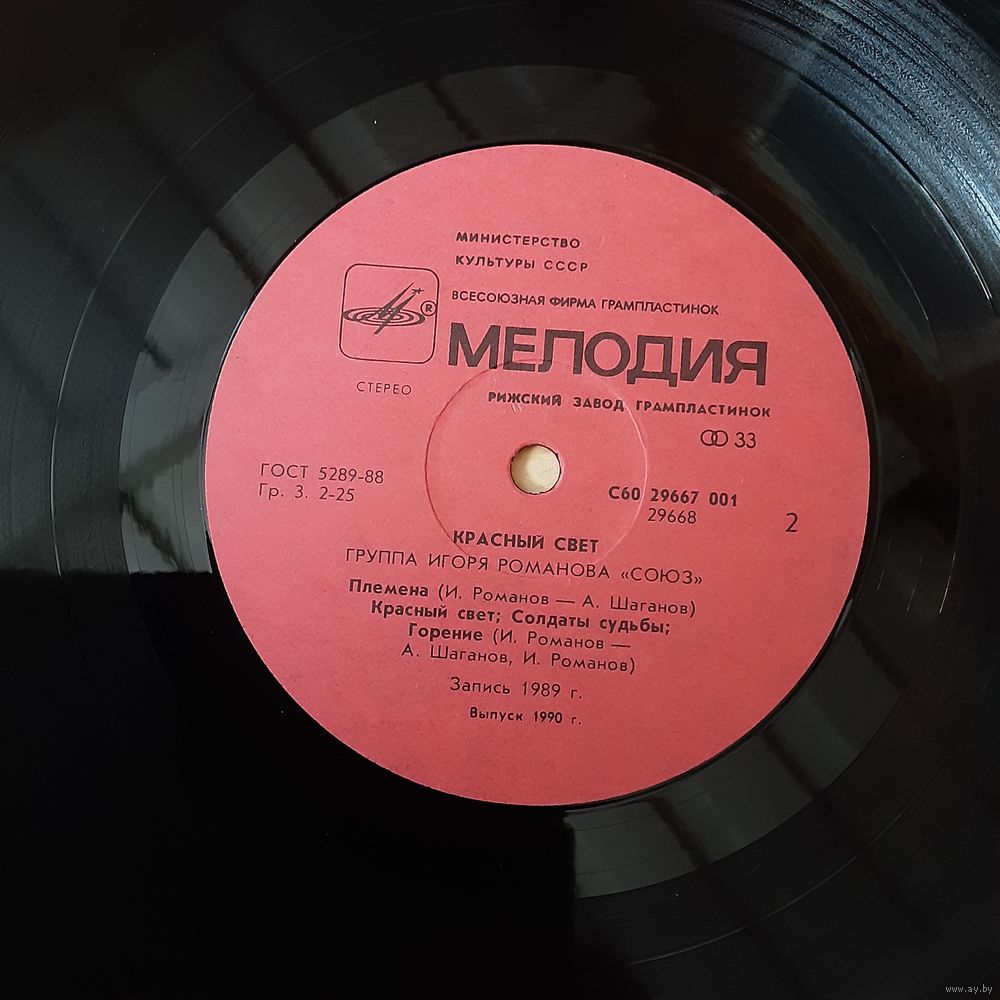 МИНИСТЕРСТВО
КУЛЬТУРЫ СССР
ВСЕСОЮЗНАЯ ФИРМА ГРАМПЛАСТИНОК
®
МЕЛОДИЯ
СТЕРЕО
РИЖСКИЙ ЗАВОД ГРАМПЛАСТИНОК
33
ГОСТ 5289-88
Гр. 3. 2-25
С60 29667 001
29668
2
КРАСНЫЙ СВЕТ
ГРУППА ИГОРЯ РОМАНОВА «СОЮЗ»
Племена (И. Романов — А. Шаганов)
Красный свет; Солдаты судьбы;
Горение (И. Романов —
А. Шаганов, И. Романов)
Запись 1989 г.
Выпуск 1990 г.
www.ay.by